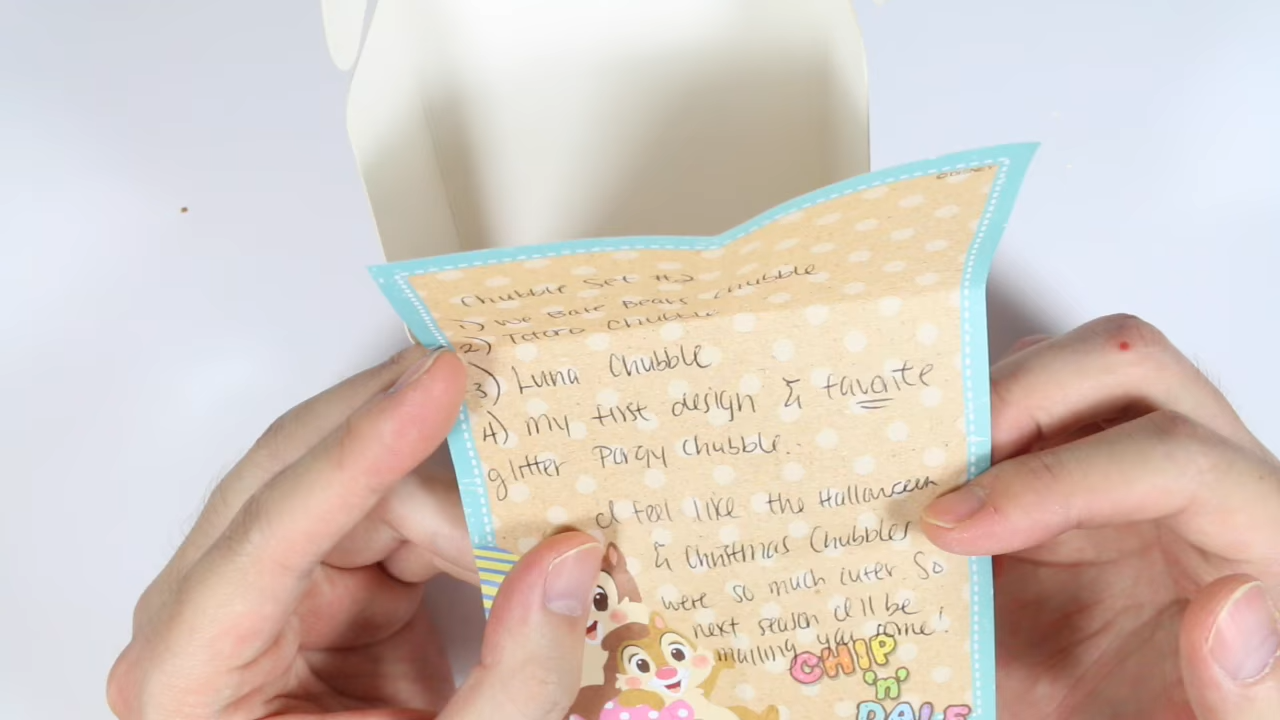 ©DISNEY
Chubble Set #2
1) We Bare Bears Chubble
2) Totoro Chubble
3) Luna Chubble
4) my first design & favorite
glitter Porgy Chubble..
I feel like the Halloween
& Christmas Chubbles
were so much cuter. So
next season I'll be
mailing you some!
CHIP
'n'
DALE